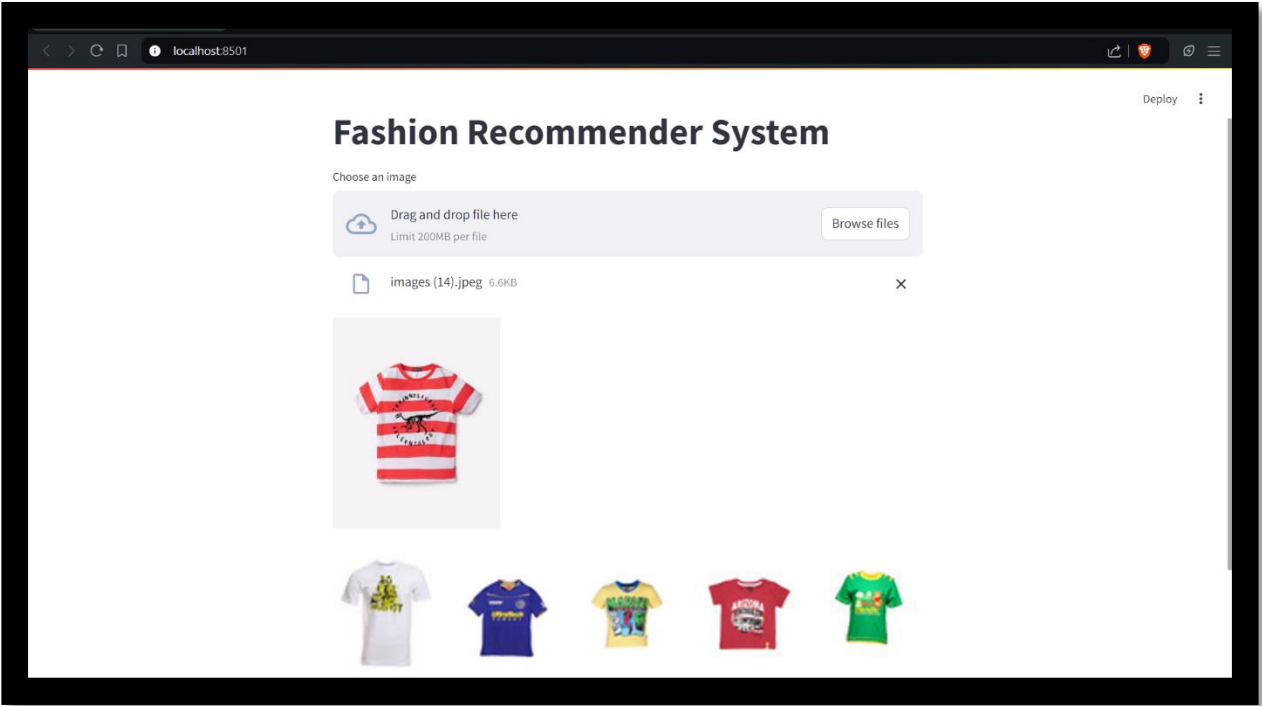 localhost:8501
Deploy
Fashion Recommender System
Choose an image
Drag and drop file here
Limit 200MB per file
Browse files
images (14).jpeg 6.6KB
ARIZONA